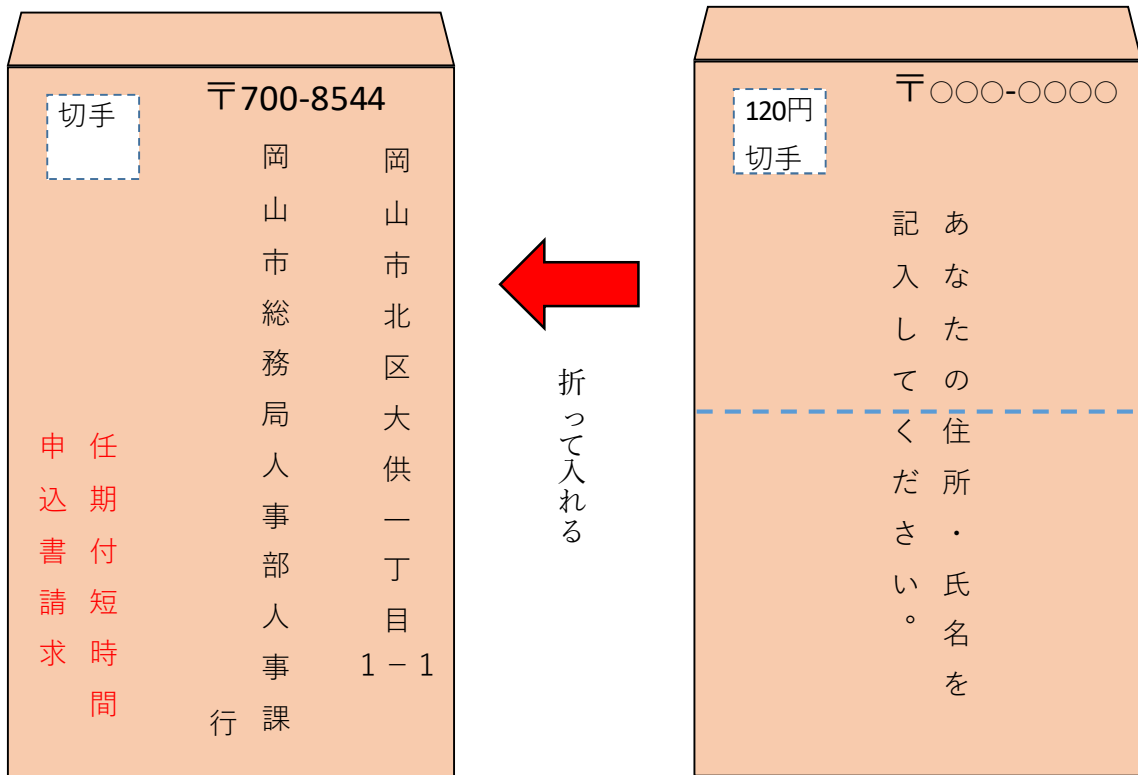 切手
〒700-8544
岡山市北区大供一丁目1-1
岡山市総務局人事部人事課
行
任期付短時間
申込書請求
折って入れる
120円
切手
〒○○○-○○○○
あなたの住所・氏名を
記入してください。